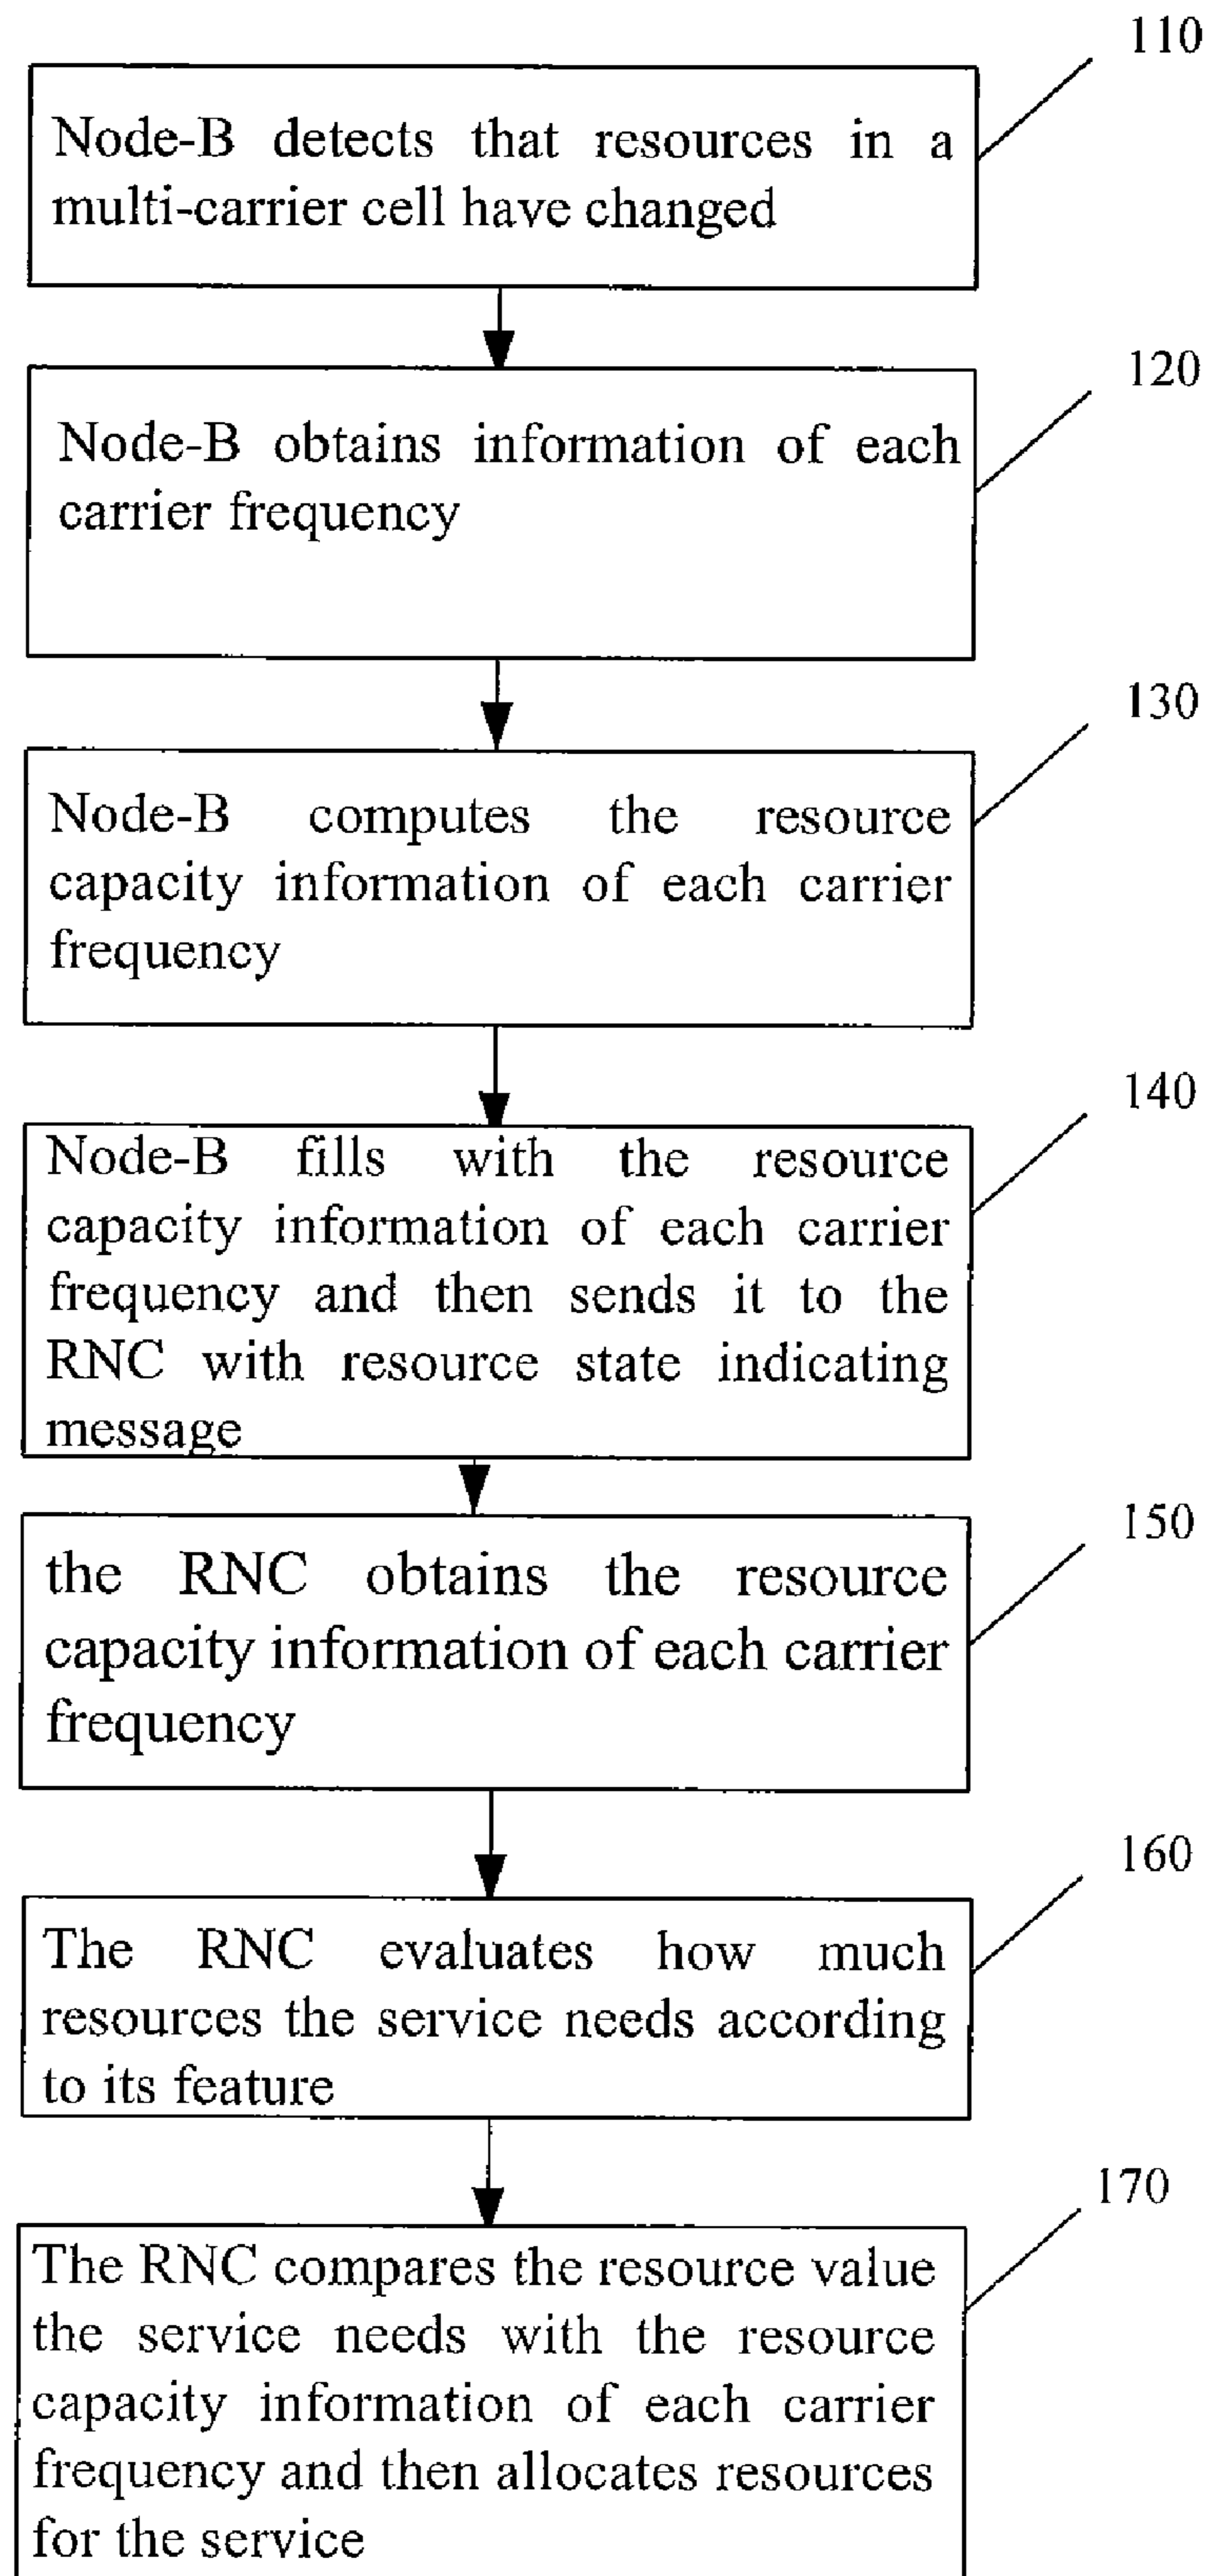 110
Node-B detects that resources in a
multi-carrier cell have changed
120
Node-B obtains information of each
carrier frequency
130
Node-B computes the resource
capacity information of each carrier
frequency
140
Node-B fills with the resource
capacity information of each carrier
frequency and then sends it to the
RNC with resource state indicating
message
150
the RNC obtains the resource
capacity information of each carrier
frequency
160
The RNC evaluates how much
resources the service needs according
to its feature
170
The RNC compares the resource value
the service needs with the resource
capacity information of each carrier
frequency and then allocates resources
for the service